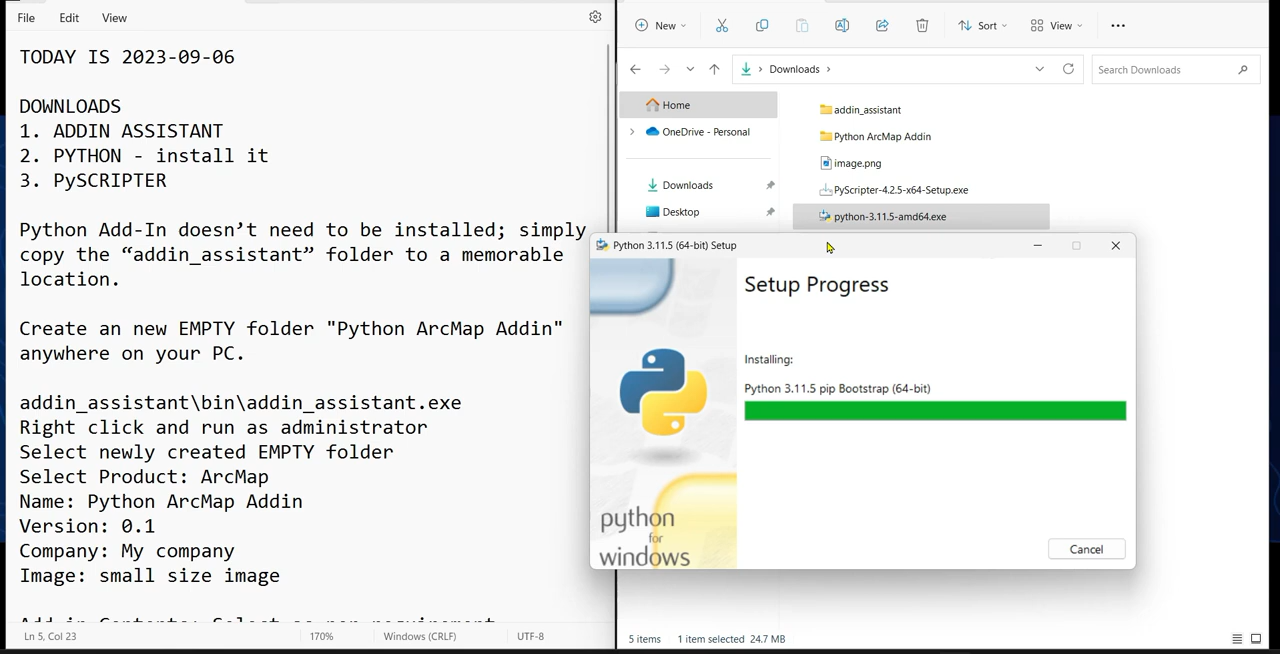 File Edit View
TODAY IS 2023-09-06
DOWNLOADS
1. ADDIN ASSISTANT
2. PYTHON - install it
3. PySCRIPTER
Python Add-In doesn’t need to be installed; simply
copy the “addin_assistant” folder to a memorable
location.
Create an new EMPTY folder "Python ArcMap Addin"
anywhere on your PC.
addin_assistant\bin\addin_assistant.exe
Right click and run as administrator
Select newly created EMPTY folder
Select Product: ArcMap
Name: Python ArcMap Addin
Version: 0.1
Company: My company
Image: small size image
Add-in Contents: Select as per requirement
Ln 5, Col 23 170% Windows (CRLF) UTF-8
New Sort View
Downloads Search Downloads
Home
OneDrive - Personal
Downloads
Desktop
addin_assistant
Python ArcMap Addin
image.png
PyScripter-4.2.5-x64-Setup.exe
python-3.11.5-amd64.exe
Python 3.11.5 (64-bit) Setup
Setup Progress
Installing:
Python 3.11.5 pip Bootstrap (64-bit)
python
for
windows
Cancel
5 items 1 item selected 24.7 MB